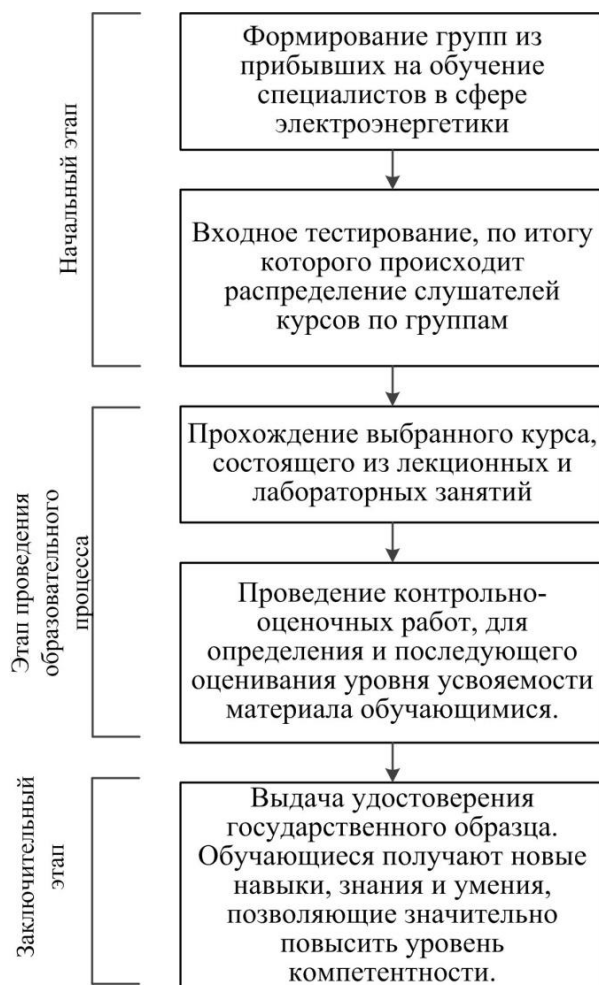 Начальный этап
Формирование групп из
прибывших на обучение
специалистов в сфере
электроэнергетики
Входное тестирование, по итогу
которого происходит
распределение слушателей
курсов по группам
Этап проведения
образовательного
процесса
Прохождение выбранного курса,
состоящего из лекционных и
лабораторных занятий
Проведение контрольно-
оценочных работ, для
определения и последующего
оценивания уровня усвояемости
материала обучающимися.
Заключительный
этап
Выдача удостоверения
государственного образца.
Обучающиеся получают новые
навыки, знания и умения,
позволяющие значительно
повысить уровень
компетентности.